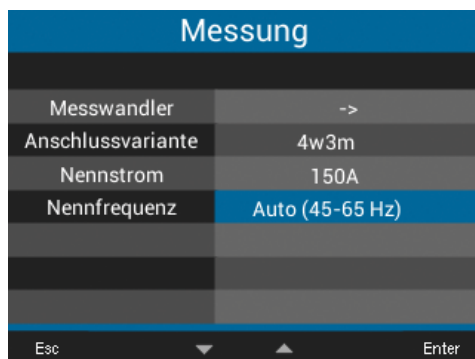 Messung
Messwandler ->
Anschlussvariante 4w3m
Nennstrom 150A
Nennfrequenz Auto (45-65 Hz)
Esc Enter